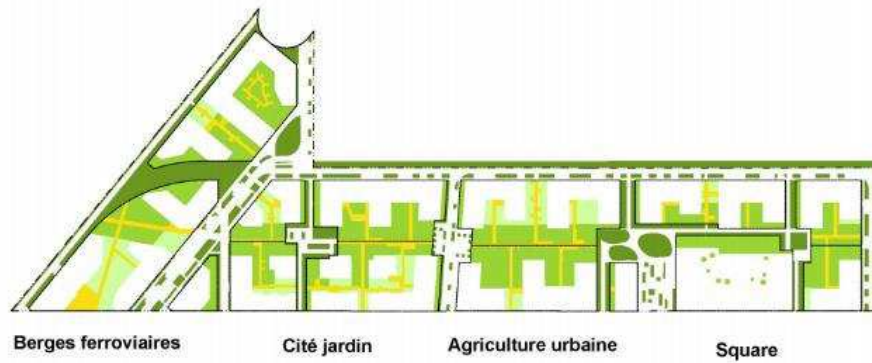 Berges ferroviaires
Cité jardin
Agriculture urbaine
Square